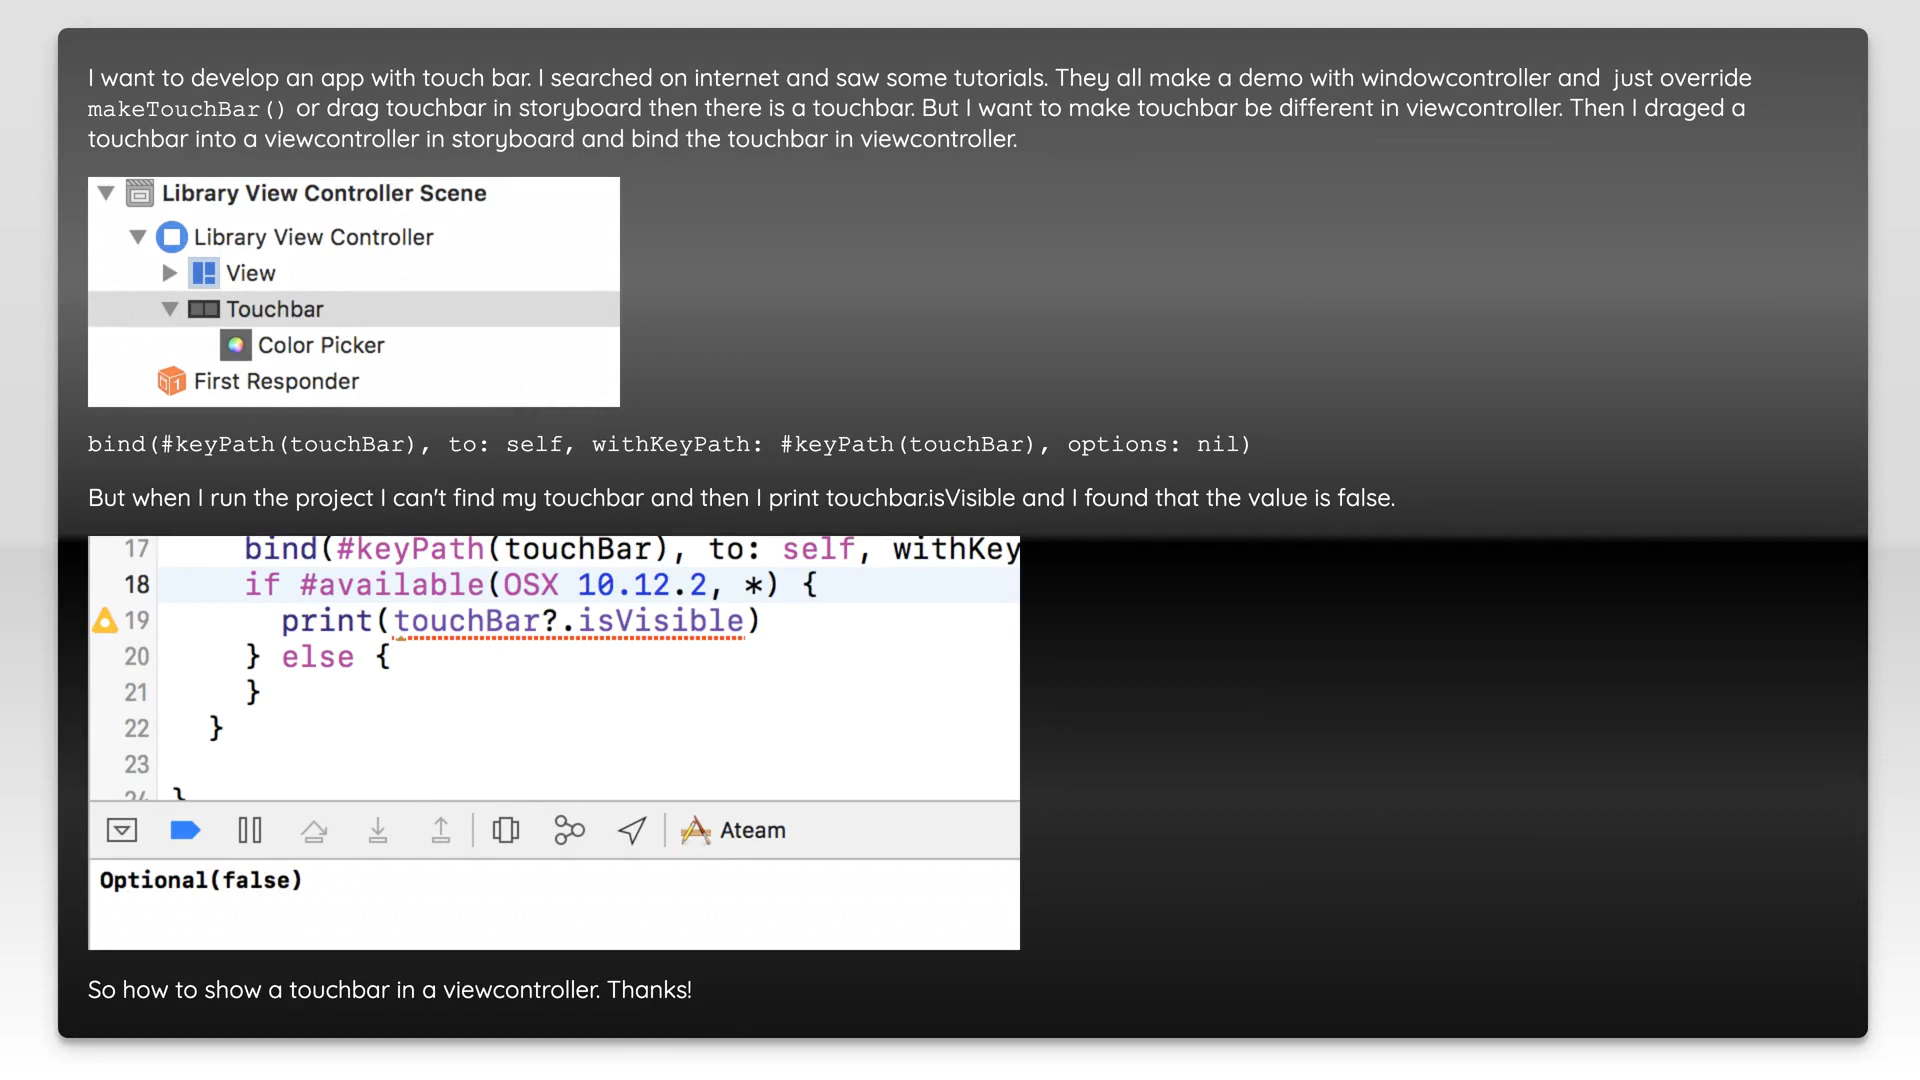 I want to develop an app with touch bar. I searched on internet and saw some tutorials. They all make a demo with windowcontroller and  just override
makeTouchBar() or drag touchbar in storyboard then there is a touchbar. But I want to make touchbar be different in viewcontroller. Then I draged a
touchbar into a viewcontroller in storyboard and bind the touchbar in viewcontroller.
Library View Controller Scene
Library View Controller
View
Touchbar
Color Picker
First Responder
bind(#keyPath(touchBar), to: self, withKeyPath: #keyPath(touchBar), options: nil)
But when I run the project I can't find my touchbar and then I print touchbar.isVisible and I found that the value is false.
17 bind(#keyPath(touchBar), to: self, withKey
18 if #available(OSX 10.12.2, *) {
19 print(touchBar?.isVisible)
20 } else {
21 }
22 }
23
24 }
Ateam
Optional(false)
So how to show a touchbar in a viewcontroller. Thanks!